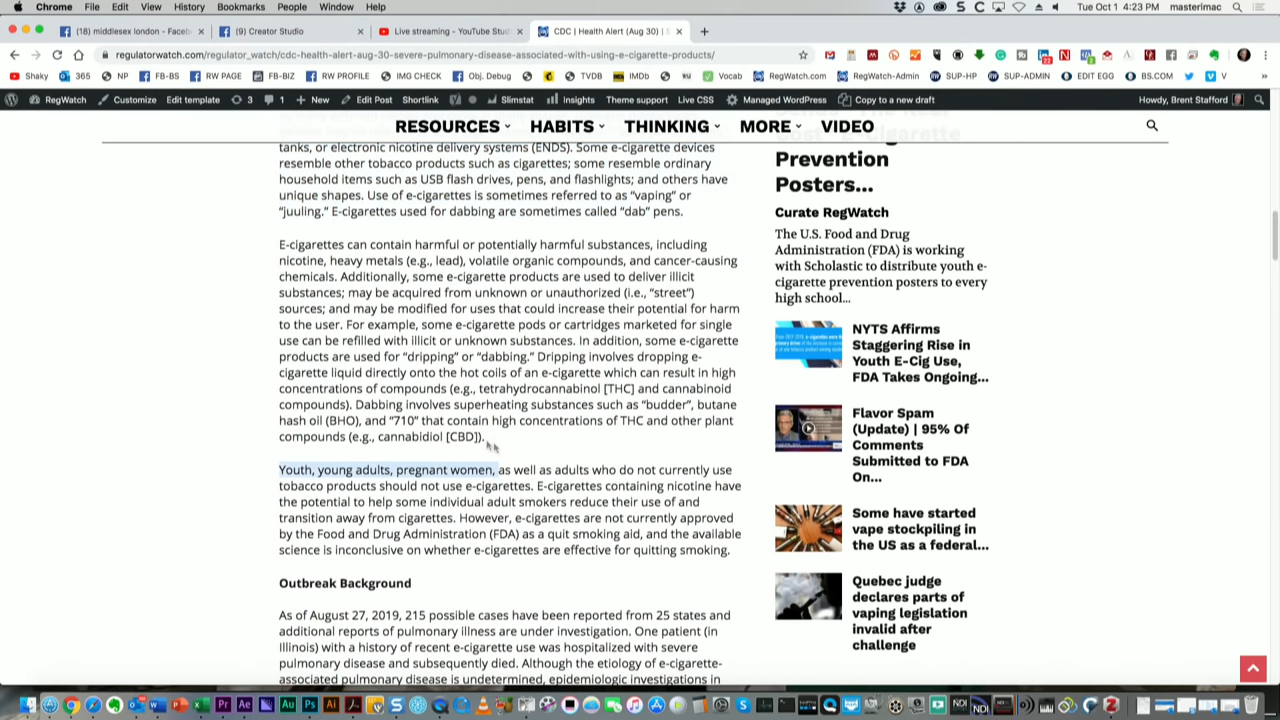 Chrome File Edit View History Bookmarks People Window Help Tue Oct 1 4:23 PM masterimac
(18) middlesex london - Faceb (9) Creator Studio Live streaming - YouTube Stud CDC | Health Alert (Aug 30) | S
regulatorwatch.com/regulator_watch/cdc-health-alert-aug-30-severe-pulmonary-disease-associated-with-using-e-cigarette-products/
Shaky 365 NP FB-BS RW PAGE FB-BIZ RW PROFILE IMG CHECK Obj. Debug TVDB IMDb Vocab RegWatch.com RegWatch-Admin SUP-HP SUP-ADMIN EDIT EGG BS.COM V
RegWatch Customize Edit template 3 1 New Edit Post Shortlink Slimstat Insights Theme support Live CSS Managed WordPress Copy to a new draft Howdy, Brent Stafford
RESOURCES HABITS THINKING MORE VIDEO
tanks, or electronic nicotine delivery systems (ENDS). Some e-cigarette devices
resemble other tobacco products such as cigarettes; some resemble ordinary
household items such as USB flash drives, pens, and flashlights; and others have
unique shapes. Use of e-cigarettes is sometimes referred to as “vaping” or
“juuling.” E-cigarettes used for dabbing are sometimes called “dab” pens.
E-cigarettes can contain harmful or potentially harmful substances, including
nicotine, heavy metals (e.g., lead), volatile organic compounds, and cancer-causing
chemicals. Additionally, some e-cigarette products are used to deliver illicit
substances; may be acquired from unknown or unauthorized (i.e., “street”)
sources; and may be modified for uses that could increase their potential for harm
to the user. For example, some e-cigarette pods or cartridges marketed for single
use can be refilled with illicit or unknown substances. In addition, some e-cigarette
products are used for “dripping” or “dabbing.” Dripping involves dropping e-
cigarette liquid directly onto the hot coils of an e-cigarette which can result in high
concentrations of compounds (e.g., tetrahydrocannabinol [THC] and cannabinoid
compounds). Dabbing involves superheating substances such as “budder”, butane
hash oil (BHO), and “710” that contain high concentrations of THC and other plant
compounds (e.g., cannabidiol [CBD]).
Youth, young adults, pregnant women, as well as adults who do not currently use
tobacco products should not use e-cigarettes. E-cigarettes containing nicotine have
the potential to help some individual adult smokers reduce their use of and
transition away from cigarettes. However, e-cigarettes are not currently approved
by the Food and Drug Administration (FDA) as a quit smoking aid, and the available
science is inconclusive on whether e-cigarettes are effective for quitting smoking.
Outbreak Background
As of August 27, 2019, 215 possible cases have been reported from 25 states and
additional reports of pulmonary illness are under investigation. One patient (in
Illinois) with a history of recent e-cigarette use was hospitalized with severe
pulmonary disease and subsequently died. Although the etiology of e-cigarette-
associated pulmonary disease is undetermined, epidemiologic investigations in
Prevention
Posters...
Curate RegWatch
The U.S. Food and Drug
Administration (FDA) is working
with Scholastic to distribute youth e-
cigarette prevention posters to every
high school...
NYTS Affirms
Staggering Rise in
Youth E-Cig Use,
FDA Takes Ongoing...
Flavor Spam
(Update) | 95% Of
Comments
Submitted to FDA
On...
Some have started
vape stockpiling in
the US as a federal...
Quebec judge
declares parts of
vaping legislation
invalid after
challenge